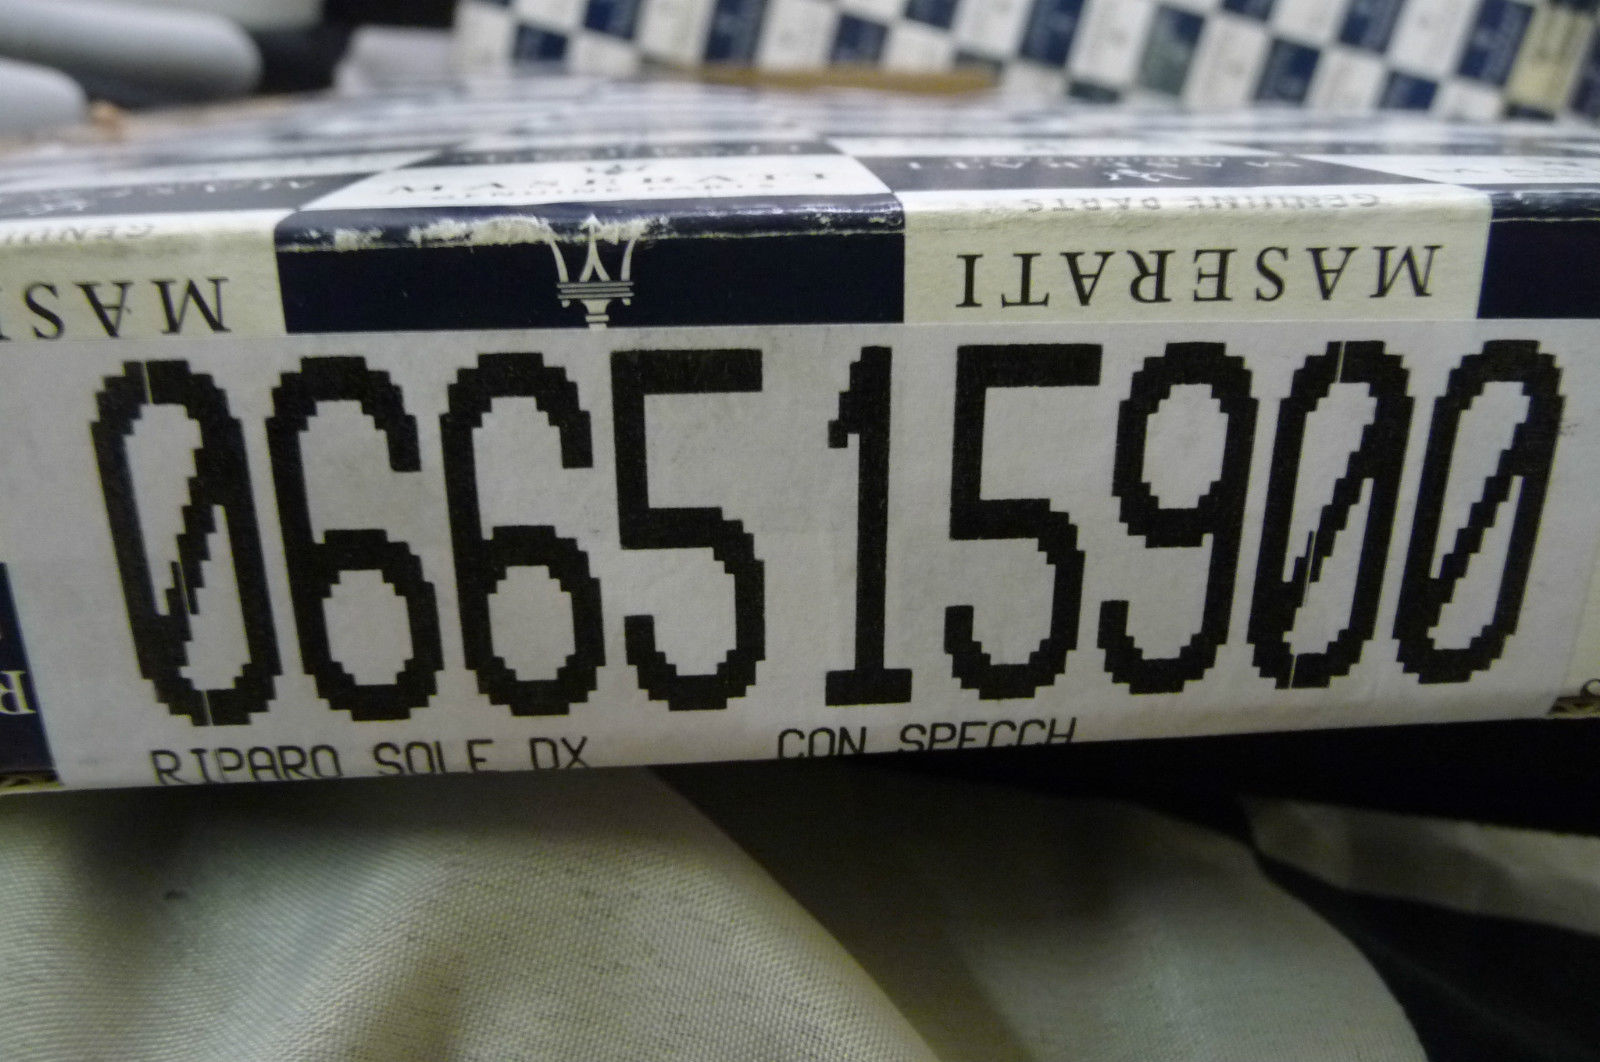 GENUINE PARTS
MASERATI
066515900
RIPARO SOLE DX CON SPECCH